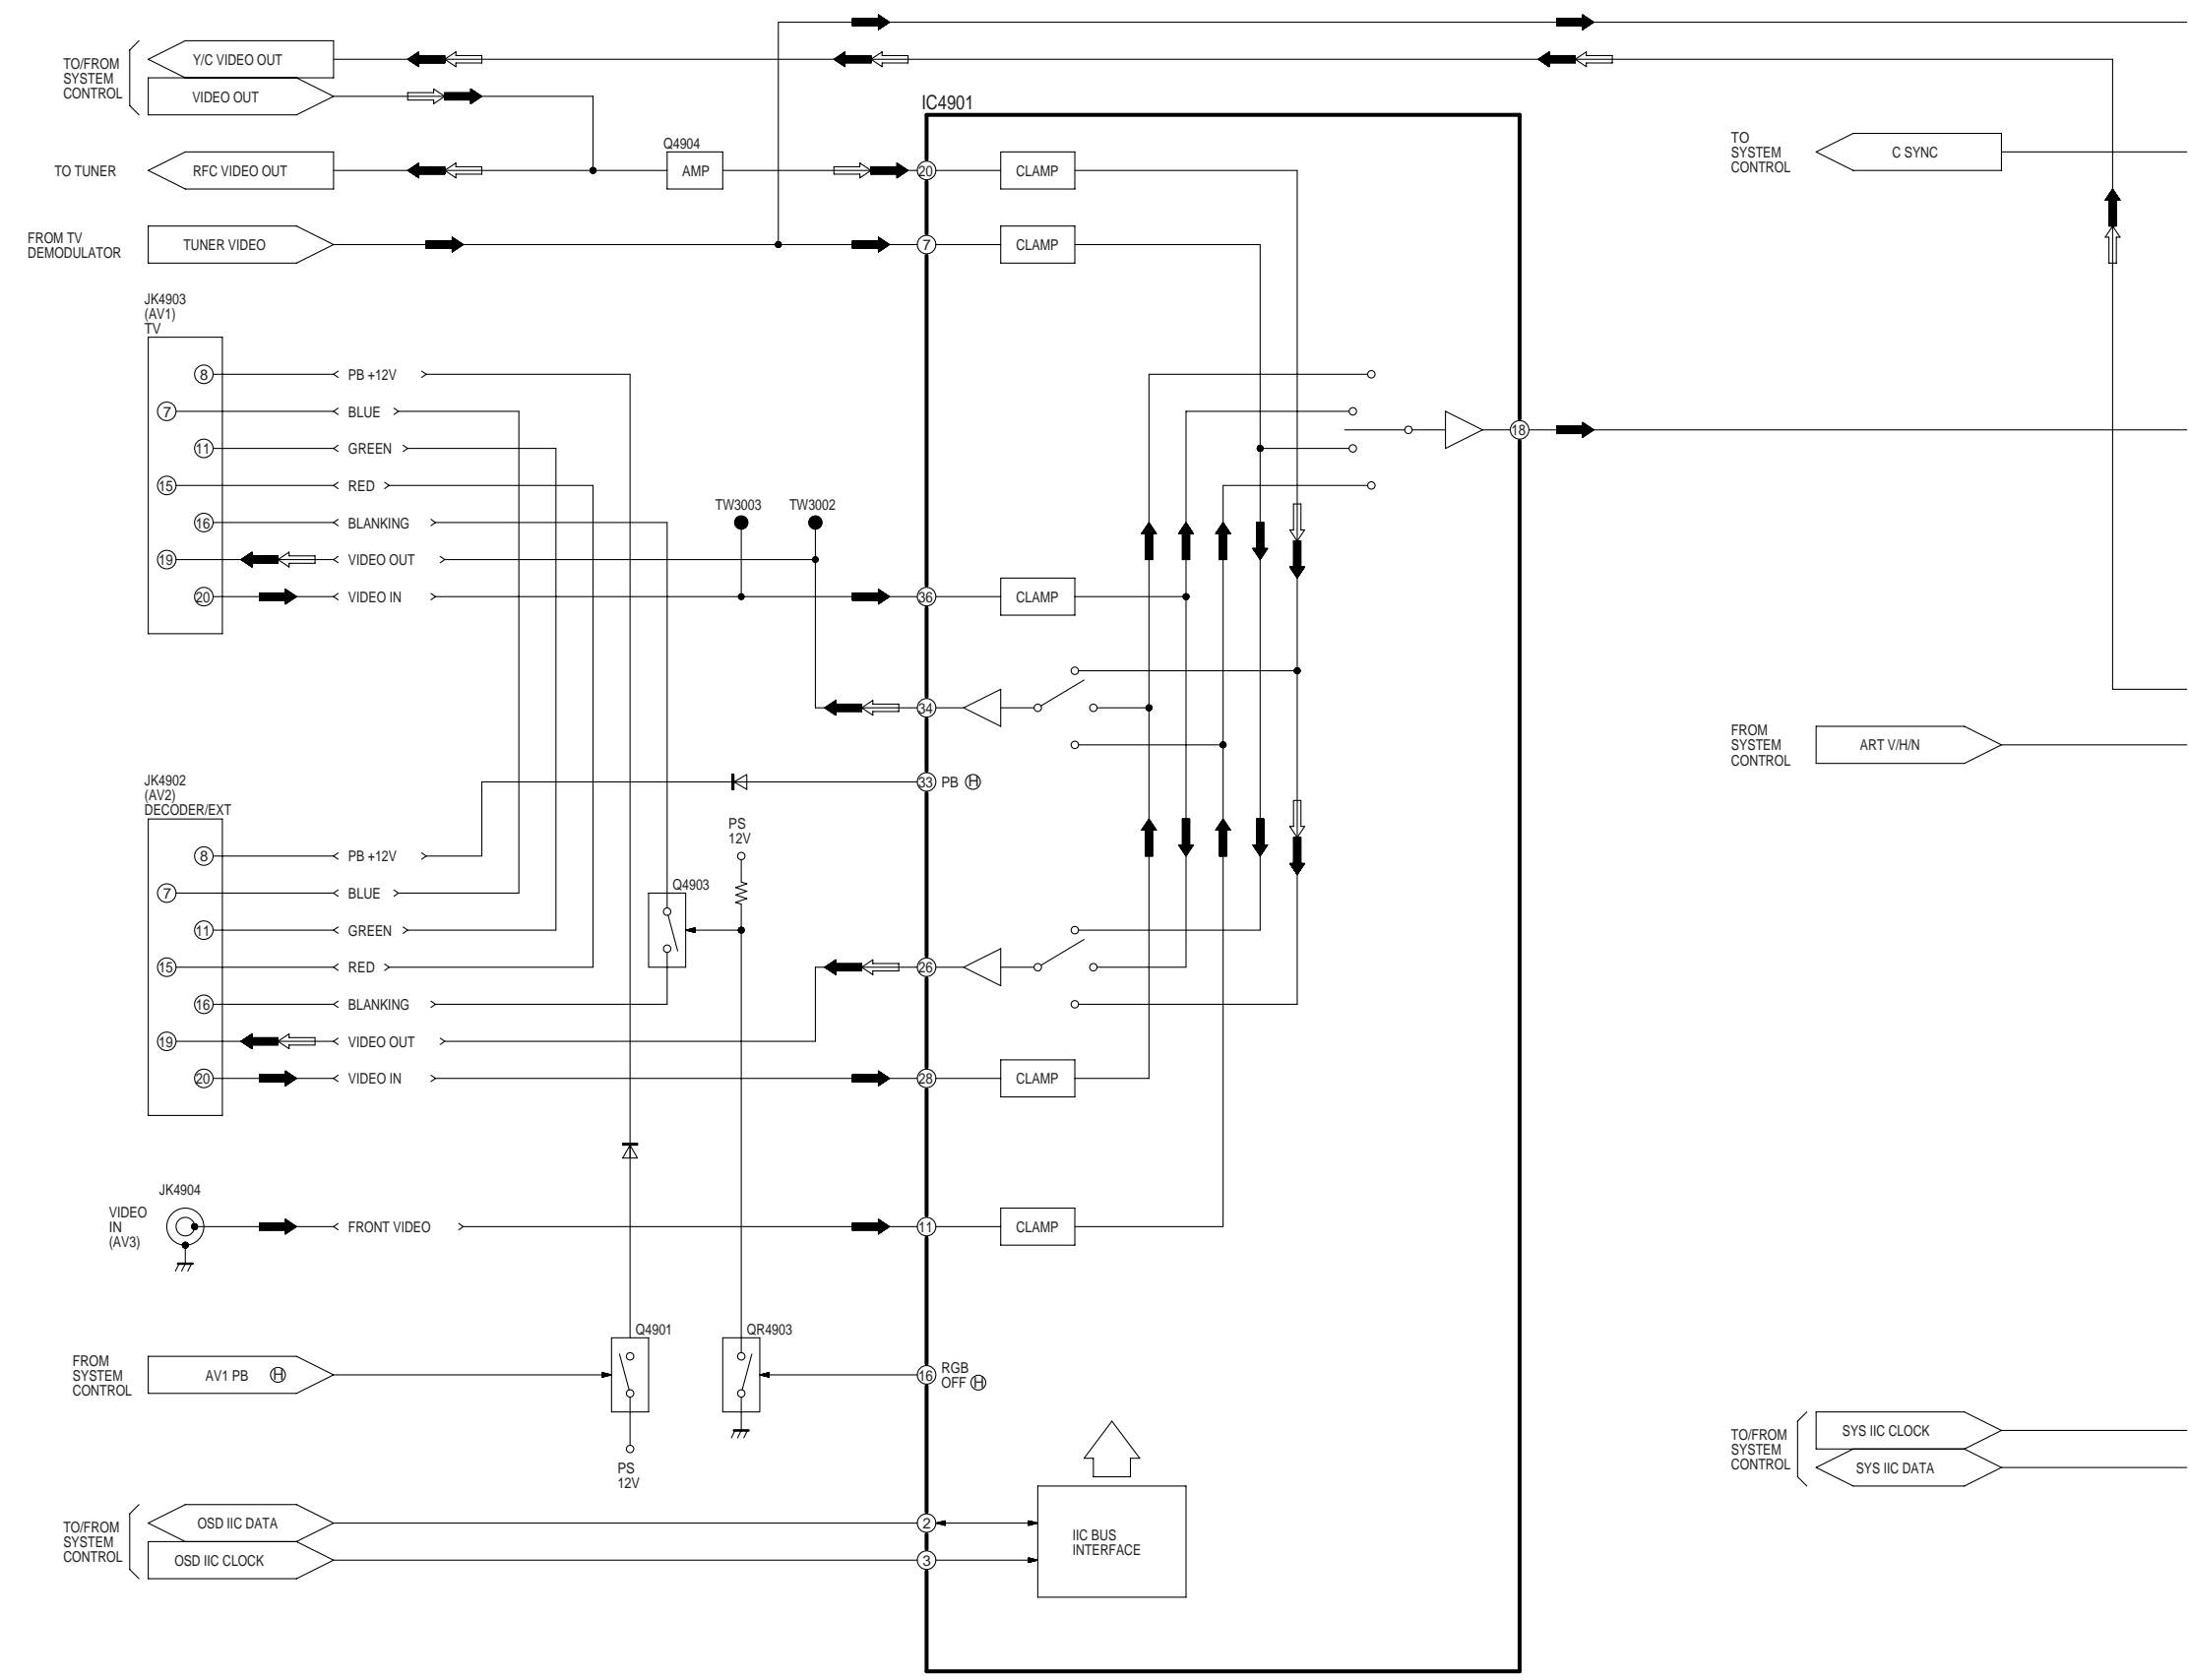 TO/FROM
SYSTEM
CONTROL
Y/C VIDEO OUT
VIDEO OUT
TO TUNER
RFC VIDEO OUT
Q4904
AMP
FROM TV
DEMODULATOR
TUNER VIDEO
IC4901
20
CLAMP
7
CLAMP
TO
SYSTEM
CONTROL
C SYNC
JK4903
(AV1)
TV
8
PB +12V
7
BLUE
11
GREEN
15
RED
16
BLANKING
19
VIDEO OUT
20
VIDEO IN
TW3003
TW3002
18
36
CLAMP
34
33
PB H
FROM
SYSTEM
CONTROL
ART V/H/N
JK4902
(AV2)
DECODER/EXT
8
PB +12V
7
BLUE
11
GREEN
15
RED
16
BLANKING
19
VIDEO OUT
20
VIDEO IN
PS
12V
Q4903
26
28
CLAMP
JK4904
VIDEO
IN
(AV3)
FRONT VIDEO
11
CLAMP
FROM
SYSTEM
CONTROL
AV1 PB H
Q4901
QR4903
16
RGB
OFF H
PS
12V
TO/FROM
SYSTEM
CONTROL
SYS IIC CLOCK
SYS IIC DATA
TO/FROM
SYSTEM
CONTROL
OSD IIC DATA
OSD IIC CLOCK
2
3
IIC BUS
INTERFACE